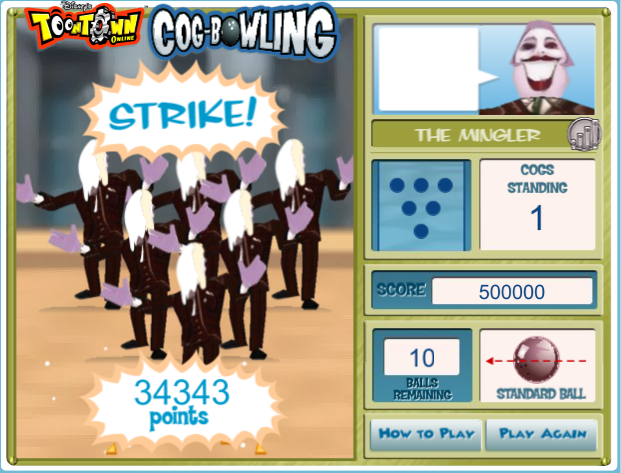 Disney's
TOONTOWN
ONLINE
COG-BOWLING
STRIKE!
34343
points
THE MINGLER
COGS
STANDING
1
SCORE 500000
10
BALLS
REMAINING
STANDARD BALL
HOW TO PLAY
PLAY AGAIN